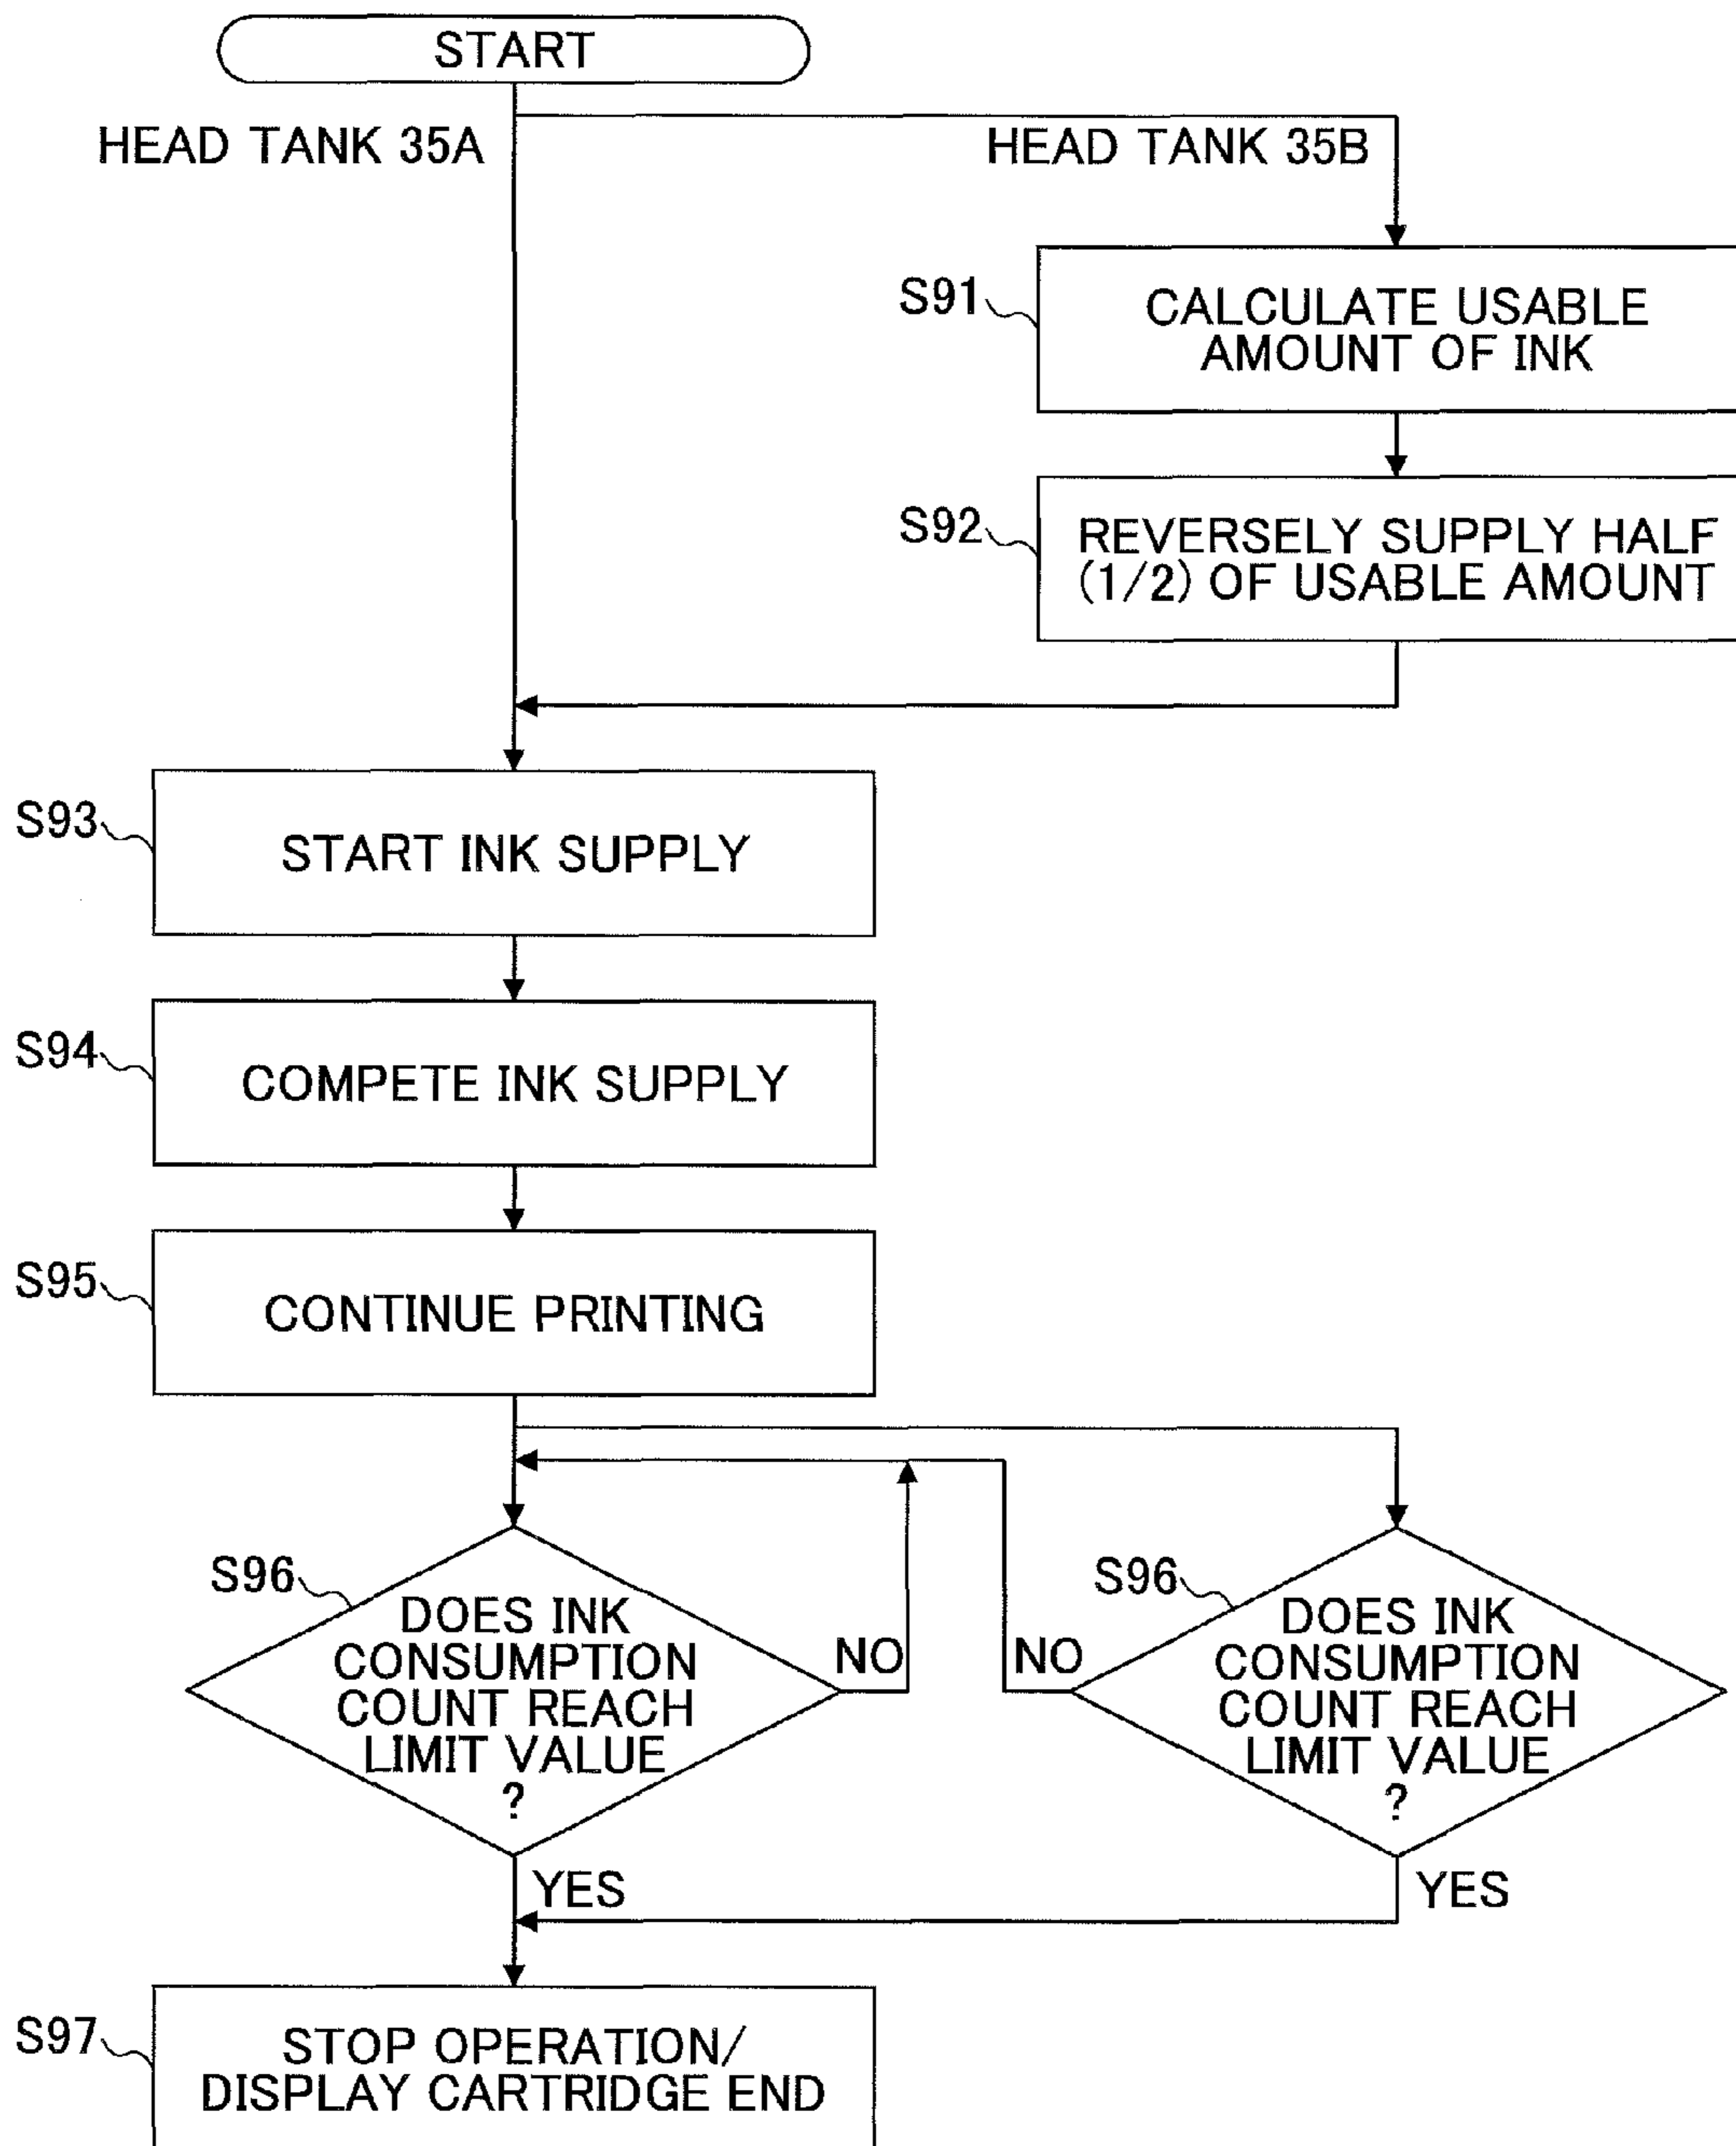 START
HEAD TANK 35A
HEAD TANK 35B
S91
CALCULATE USABLE
AMOUNT OF INK
S92
REVERSELY SUPPLY HALF
(1/2) OF USABLE AMOUNT
S93
START INK SUPPLY
S94
COMPETE INK SUPPLY
S95
CONTINUE PRINTING
S96
DOES INK
CONSUMPTION
COUNT REACH
LIMIT VALUE
?
NO
YES
S96
DOES INK
CONSUMPTION
COUNT REACH
LIMIT VALUE
?
NO
YES
S97
STOP OPERATION/
DISPLAY CARTRIDGE END